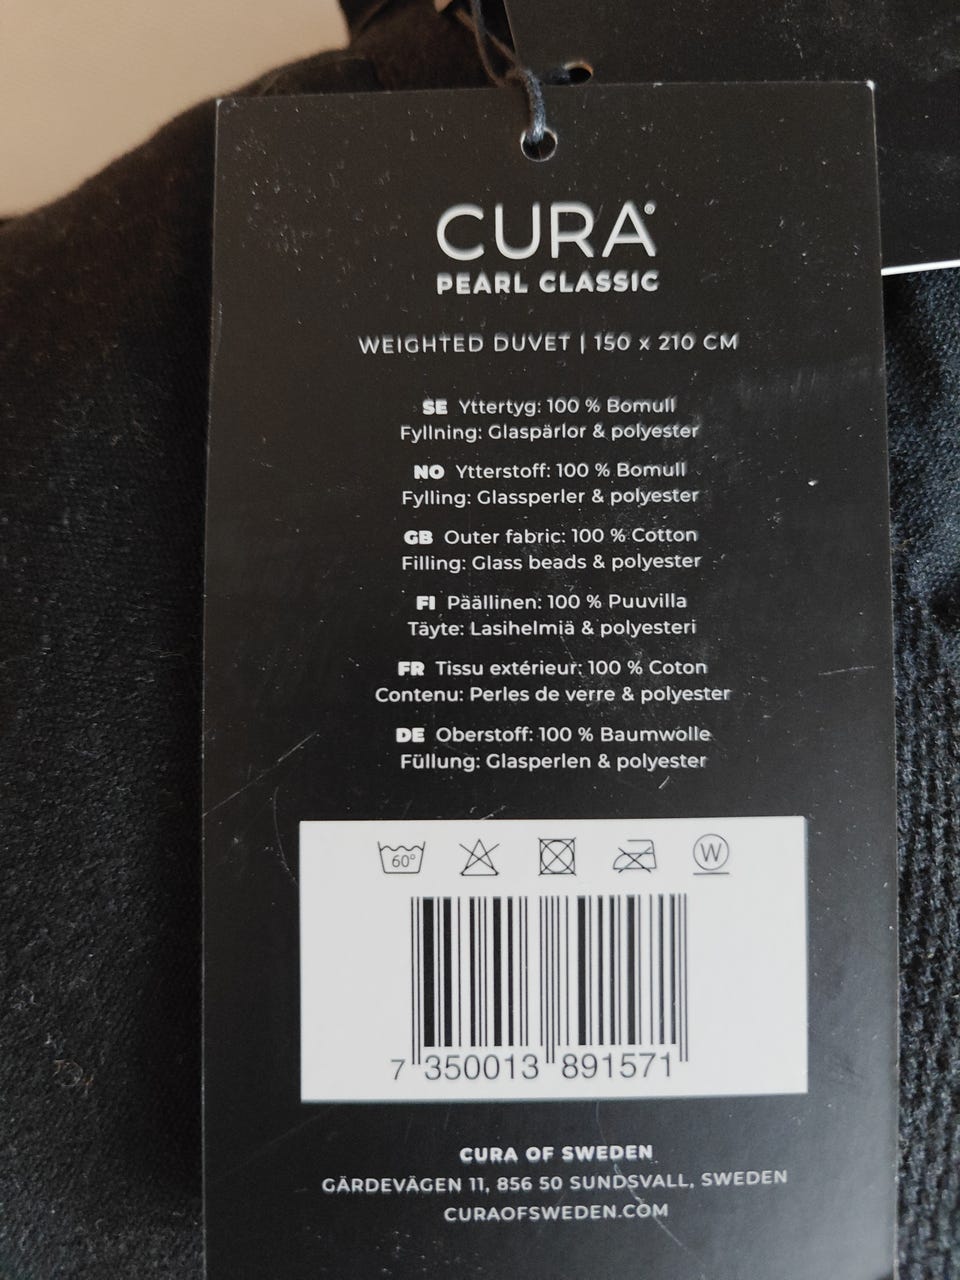 CURA®
PEARL CLASSIC
WEIGHTED DUVET | 150 x 210 CM
SE Yttertyg: 100 % Bomull
Fyllning: Glaspärlor & polyester
NO Ytterstoff: 100 % Bomull
Fylling: Glassperler & polyester
GB Outer fabric: 100 % Cotton
Filling: Glass beads & polyester
FI Päällinen: 100 % Puuvilla
Täyte: Lasihelmiä & polyesteri
FR Tissu extérieur: 100 % Coton
Contenu: Perles de verre & polyester
DE Oberstoff: 100 % Baumwolle
Füllung: Glasperlen & polyester
60° W
7 350013 891571
CURA OF SWEDEN
GÄRDEVÄGEN 11, 856 50 SUNDSVALL, SWEDEN
CURAOFSWEDEN.COM